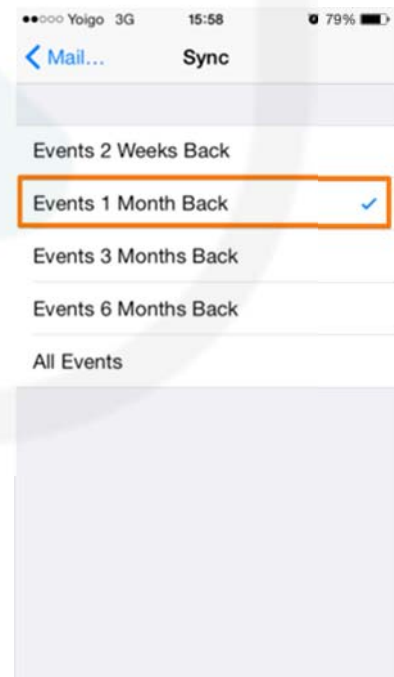 Yoigo 3G 15:58 79%
Mail... Sync
Events 2 Weeks Back
Events 1 Month Back
Events 3 Months Back
Events 6 Months Back
All Events